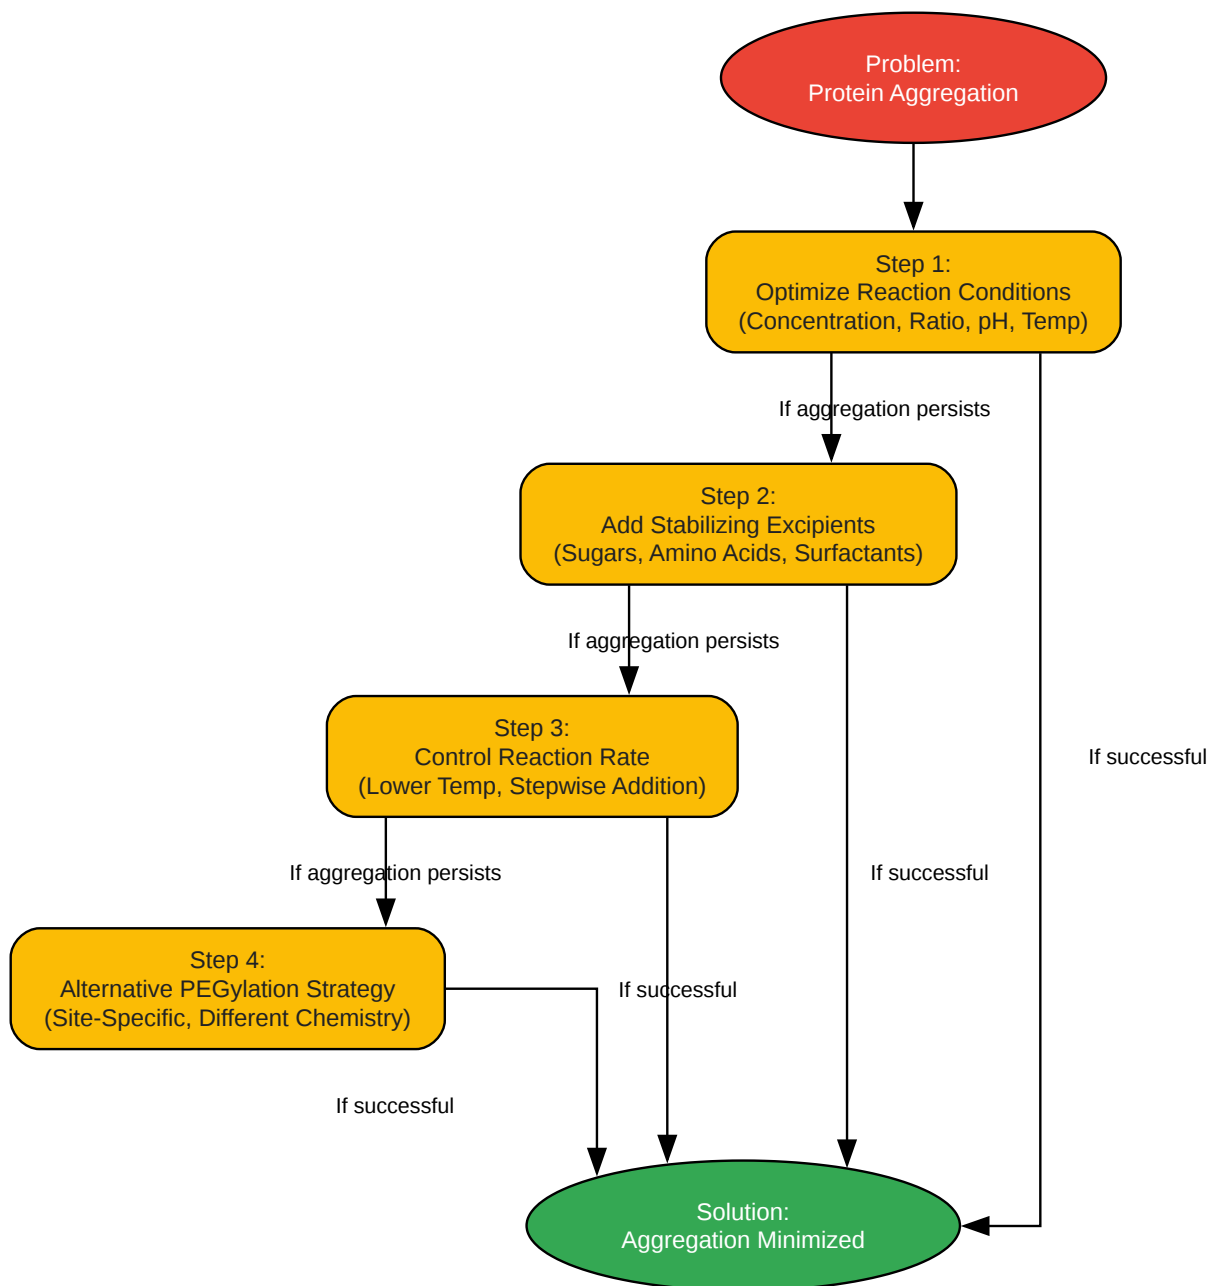 Problem:
Protein Aggregation
Step 1:
Optimize Reaction Conditions
(Concentration, Ratio, pH, Temp)
If aggregation persists
Step 2:
Add Stabilizing Excipients
(Sugars, Amino Acids, Surfactants)
If aggregation persists
Step 3:
Control Reaction Rate
(Lower Temp, Stepwise Addition)
If successful
If aggregation persists
If successful
Step 4:
Alternative PEGylation Strategy
(Site-Specific, Different Chemistry)
If successful
If successful
Solution:
Aggregation Minimized